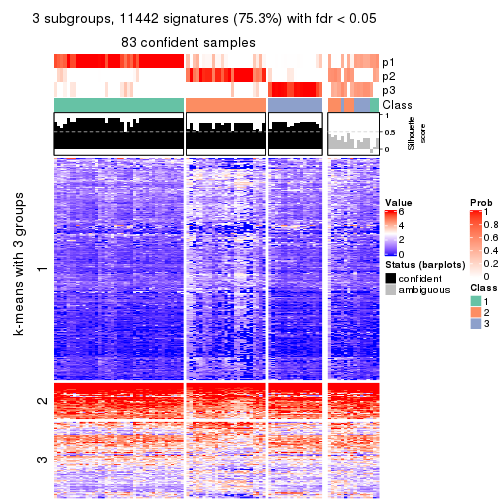 3 subgroups, 11442 signatures (75.3%) with fdr < 0.05
83 confident samples
p1
p2
p3
Class
1
0.5
0
Silhouette
score
k-means with 3 groups
1
2
3
Value
6
4
2
0
Status (barplots)
confident
ambiguous
Prob
1
0.8
0.6
0.4
0.2
0
Class
1
2
3